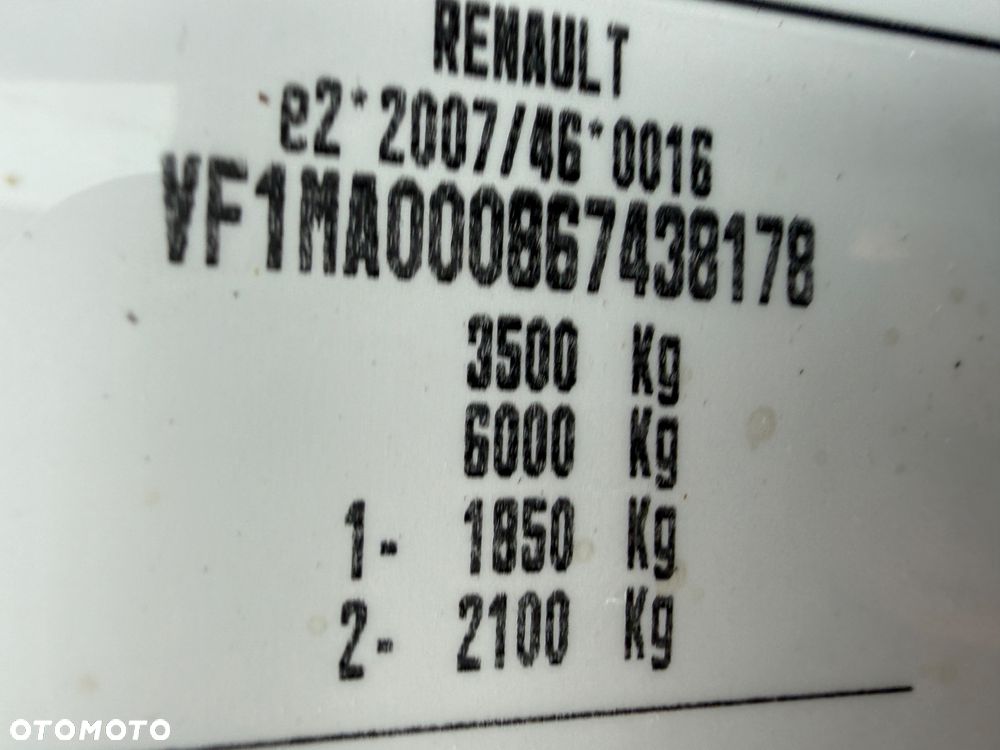 RENAULT
e2*2007/46*0016
VF1MA000867438178
3500 Kg
6000 Kg
1- 1850 Kg
2- 2100 Kg
OTOMOTO